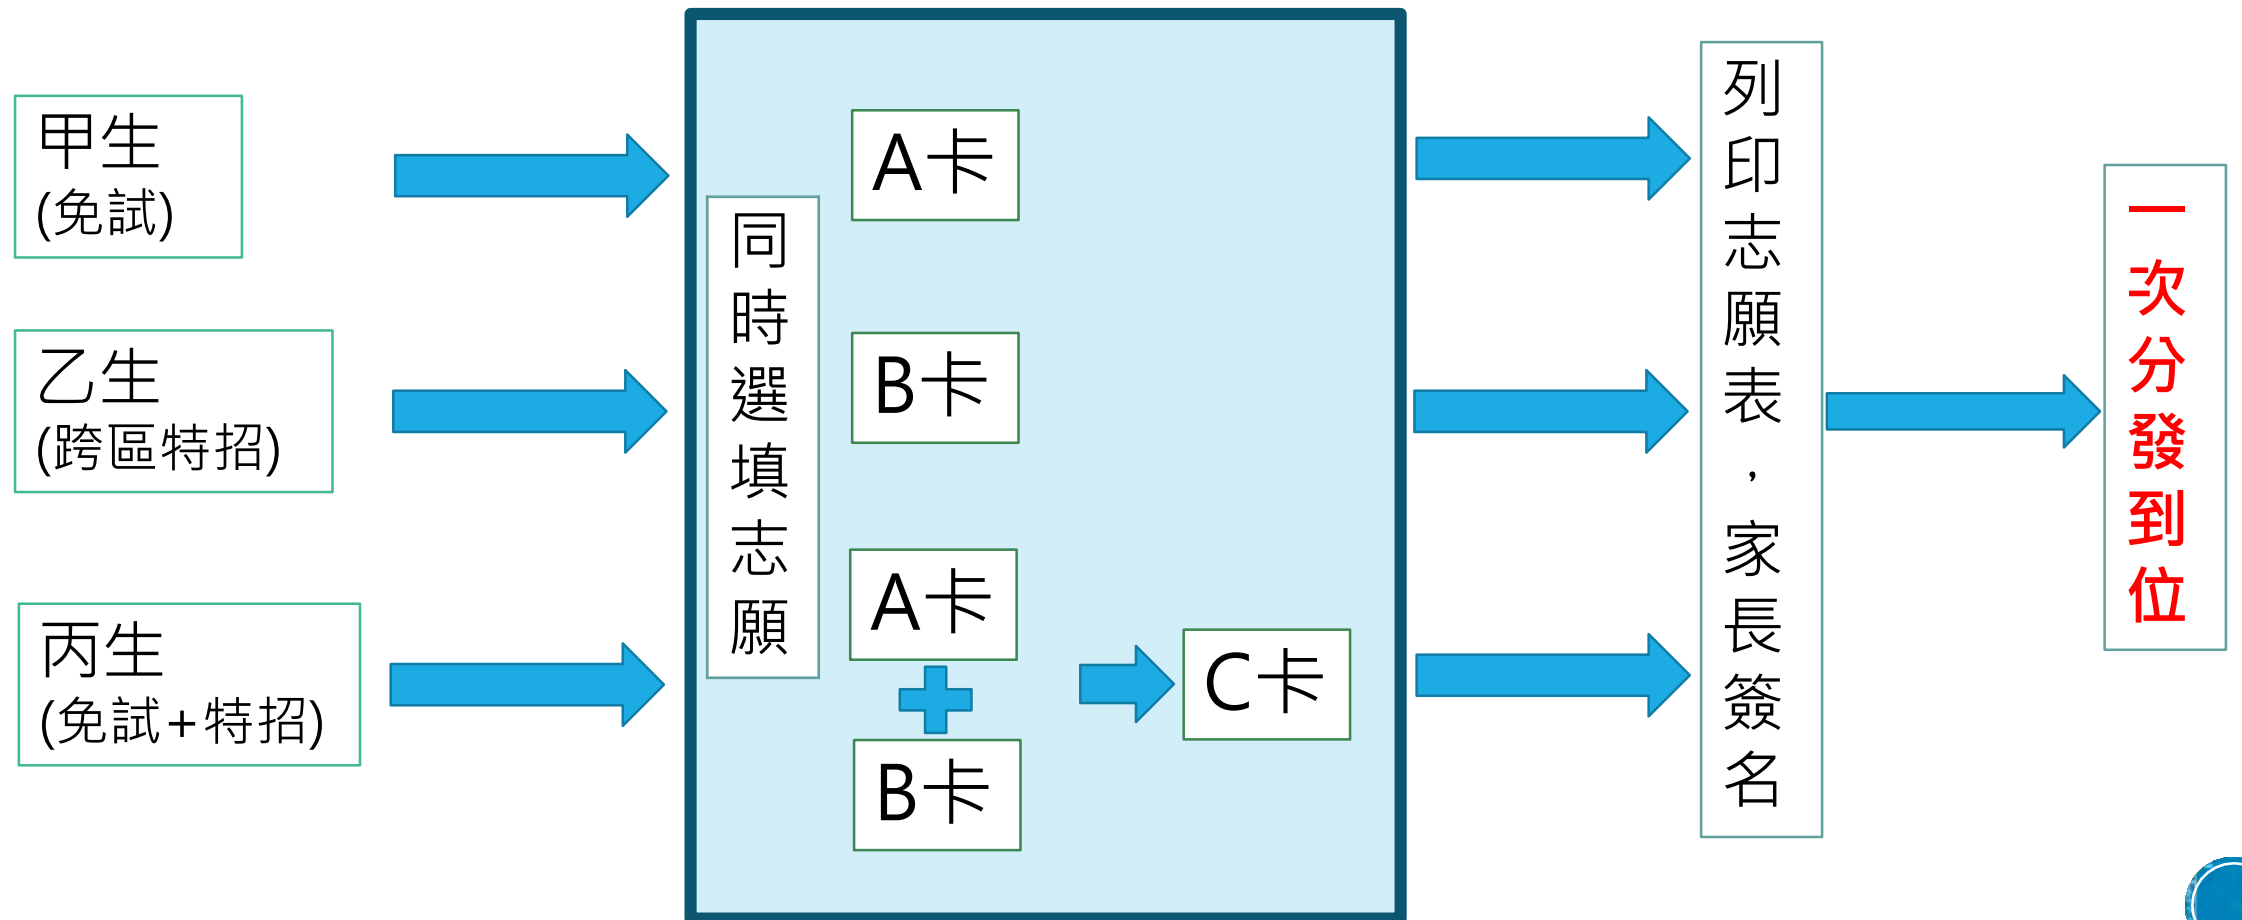 甲生
(免試)
乙生
(跨區特招)
丙生
(免試+特招)
同時選填志願
A卡
B卡
A卡
B卡
C卡
列印志願表，家長簽名
一次分發到位